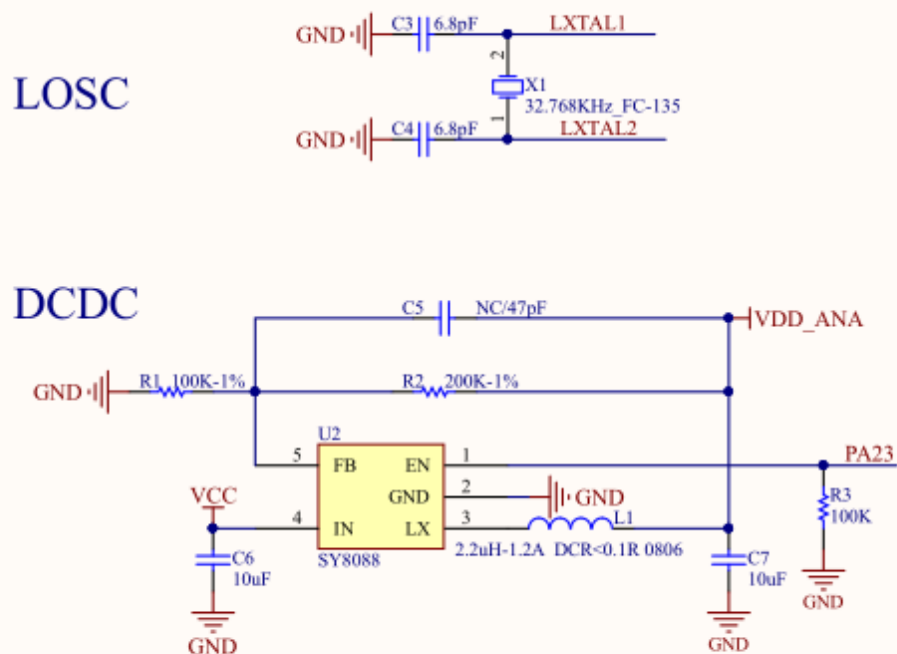 C3 6.8pF LXTAL1
GND
2
LOSC
X1
32.768KHz_FC-135
1
C4 6.8pF LXTAL2
GND
DCDC
C5 NC/47pF
VDD_ANA
R1 100K-1% R2 200K-1%
GND
U2
5 FB EN 1 PA23
GND 2 GND
VCC
R3
100K
4 IN LX 3 L1
SY8088 2.2uH-1.2A DCR<0.1R 0806
C6
10uF
C7
10uF
GND
GND
GND